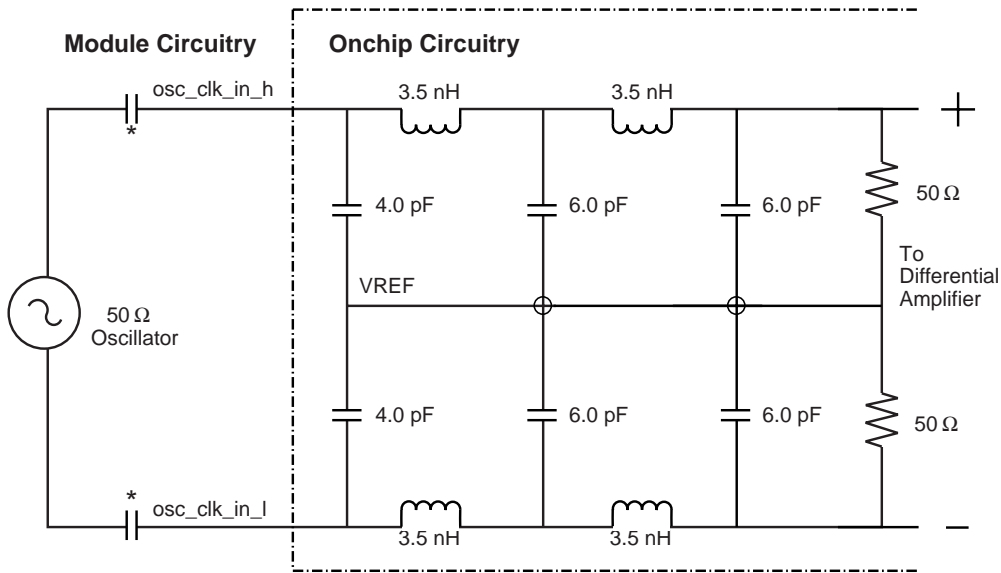 Module Circuitry
Onchip Circuitry
osc_clk_in_h
3.5 nH
3.5 nH
+
*
4.0 pF
6.0 pF
6.0 pF
50 Ω
VREF
To
Differential
Amplifier
50 Ω
Oscillator
4.0 pF
6.0 pF
6.0 pF
50 Ω
*
osc_clk_in_l
3.5 nH
3.5 nH
–